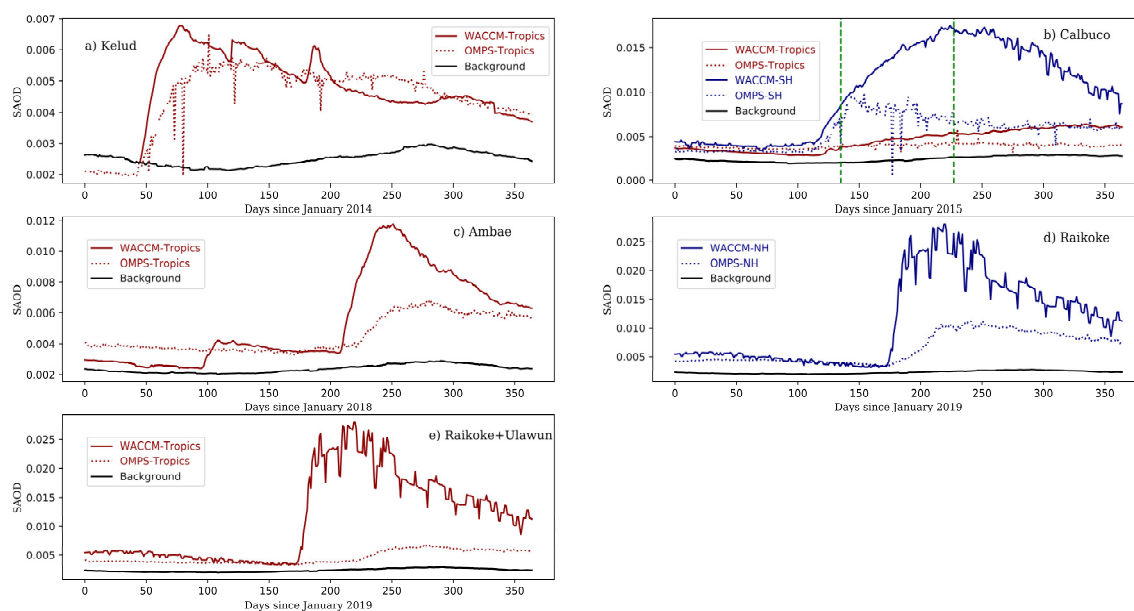 a) Kelud
WACCM-Tropics
OMPS-Tropics
Background
SAOD
0.007
0.006
0.005
0.004
0.003
0.002
0 50 100 150 200 250 300 350
Days since January 2014
b) Calbuco
WACCM-Tropics
OMPS-Tropics
WACCM-SH
OMPS-SH
Background
SAOD
0.015
0.010
0.005
0.000
0 50 100 150 200 250 300 350
Days since January 2015
c) Ambae
WACCM-Tropics
OMPS-Tropics
Background
SAOD
0.012
0.010
0.008
0.006
0.004
0.002
0 50 100 150 200 250 300 350
Days since January 2018
d) Raikoke
WACCM-NH
OMPS-NH
Background
SAOD
0.025
0.020
0.015
0.010
0.005
0 50 100 150 200 250 300 350
Days since January 2019
e) Raikoke+Ulawun
WACCM-Tropics
OMPS-Tropics
Background
SAOD
0.025
0.020
0.015
0.010
0.005
0 50 100 150 200 250 300 350
Days since January 2019